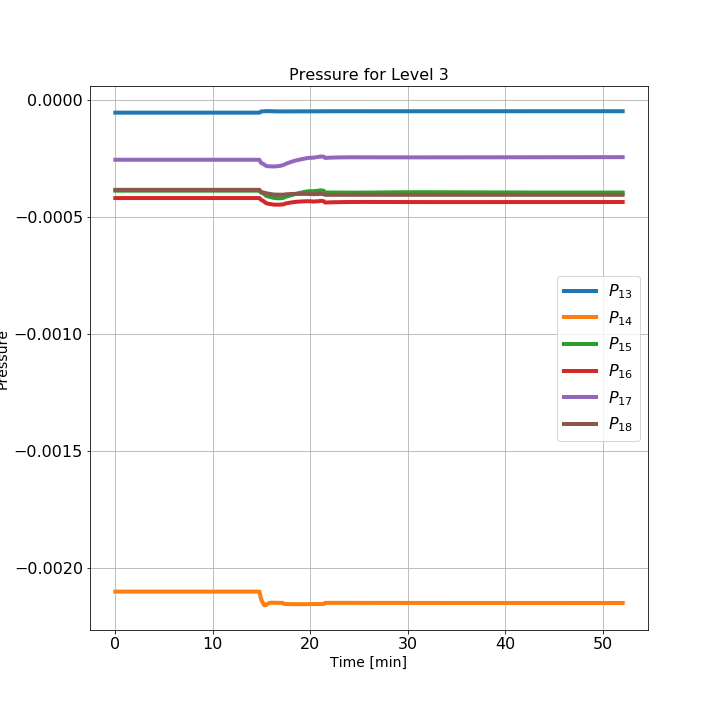 Pressure for Level 3
0.0000
−0.0005
−0.0010
−0.0015
−0.0020
Pressure
P13
P14
P15
P16
P17
P18
0 10 20 30 40 50
Time [min]